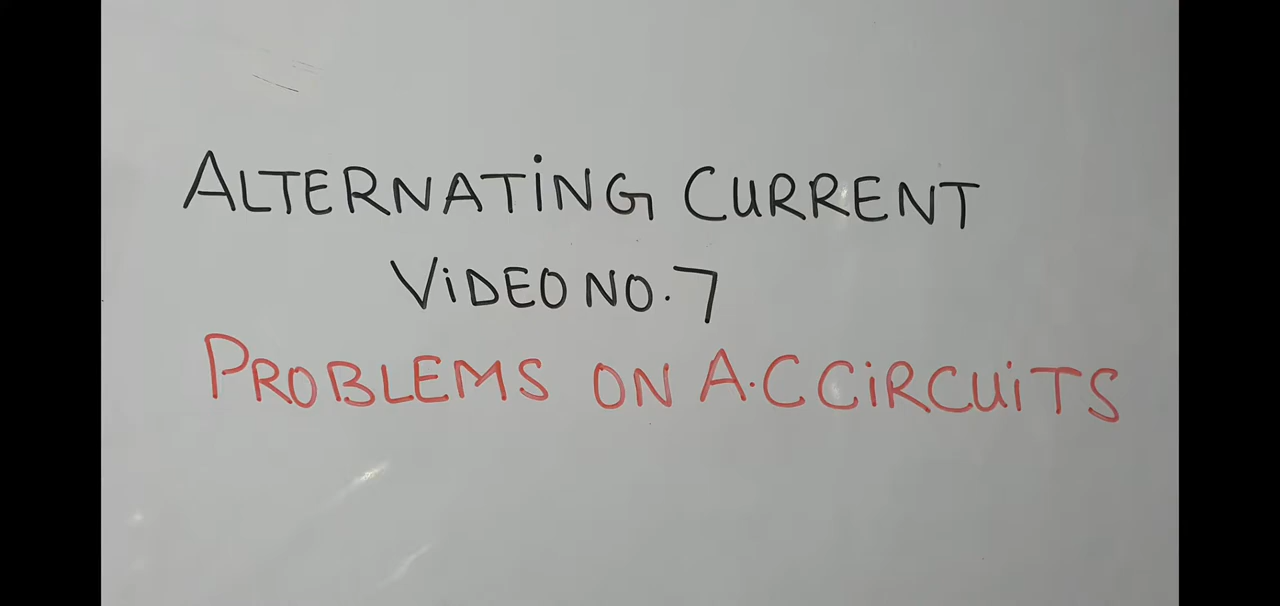 ALTERNATING CURRENT
VIDEO NO.7
PROBLEMS ON A.C CIRCUITS